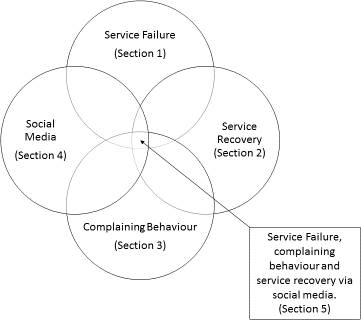 Service Failure
(Section 1)
Social
Media
(Section 4)
Service
Recovery
(Section 2)
Complaining Behaviour
(Section 3)
Service Failure,
complaining
behaviour and
service recovery via
social media.
(Section 5)